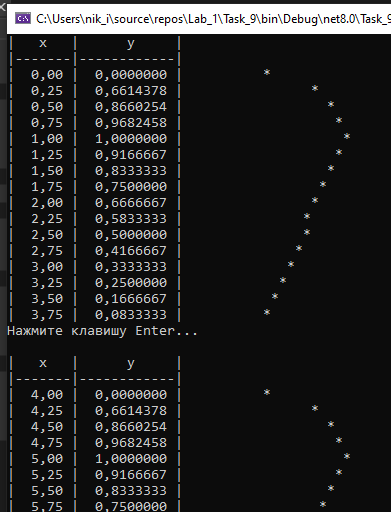 C:\Users\nik_i\source\repos\Lab_1\Task_9\bin\Debug\net8.0\Task_9
| x | y |
|-------|------------|
| 0,00 | 0,0000000 | *
| 0,25 | 0,6614378 | *
| 0,50 | 0,8660254 | *
| 0,75 | 0,9682458 | *
| 1,00 | 1,0000000 | *
| 1,25 | 0,9166667 | *
| 1,50 | 0,8333333 | *
| 1,75 | 0,7500000 | *
| 2,00 | 0,6666667 | *
| 2,25 | 0,5833333 | *
| 2,50 | 0,5000000 | *
| 2,75 | 0,4166667 | *
| 3,00 | 0,3333333 | *
| 3,25 | 0,2500000 | *
| 3,50 | 0,1666667 | *
| 3,75 | 0,0833333 | *
Нажмите клавишу Enter...
| x | y |
|-------|------------|
| 4,00 | 0,0000000 | *
| 4,25 | 0,6614378 | *
| 4,50 | 0,8660254 | *
| 4,75 | 0,9682458 | *
| 5,00 | 1,0000000 | *
| 5,25 | 0,9166667 | *
| 5,50 | 0,8333333 | *
| 5,75 | 0,7500000 | *